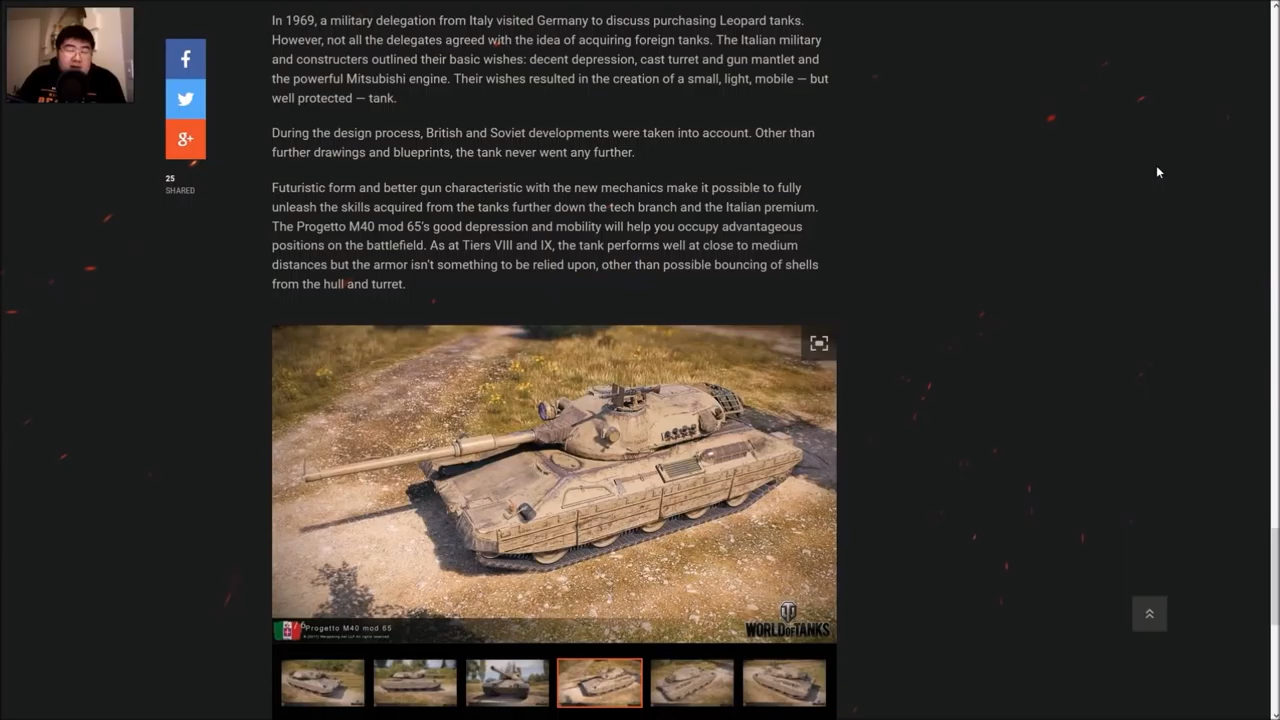 In 1969, a military delegation from Italy visited Germany to discuss purchasing Leopard tanks.
However, not all the delegates agreed with the idea of acquiring foreign tanks. The Italian military
and constructers outlined their basic wishes: decent depression, cast turret and gun mantlet and
the powerful Mitsubishi engine. Their wishes resulted in the creation of a small, light, mobile — but
well protected — tank.
During the design process, British and Soviet developments were taken into account. Other than
further drawings and blueprints, the tank never went any further.
25
SHARED
Futuristic form and better gun characteristic with the new mechanics make it possible to fully
unleash the skills acquired from the tanks further down the tech branch and the Italian premium.
The Progetto M40 mod 65's good depression and mobility will help you occupy advantageous
positions on the battlefield. As at Tiers VIII and IX, the tank performs well at close to medium
distances but the armor isn't something to be relied upon, other than possible bouncing of shells
from the hull and turret.
Progetto M40 mod 65
WORLD OF TANKS